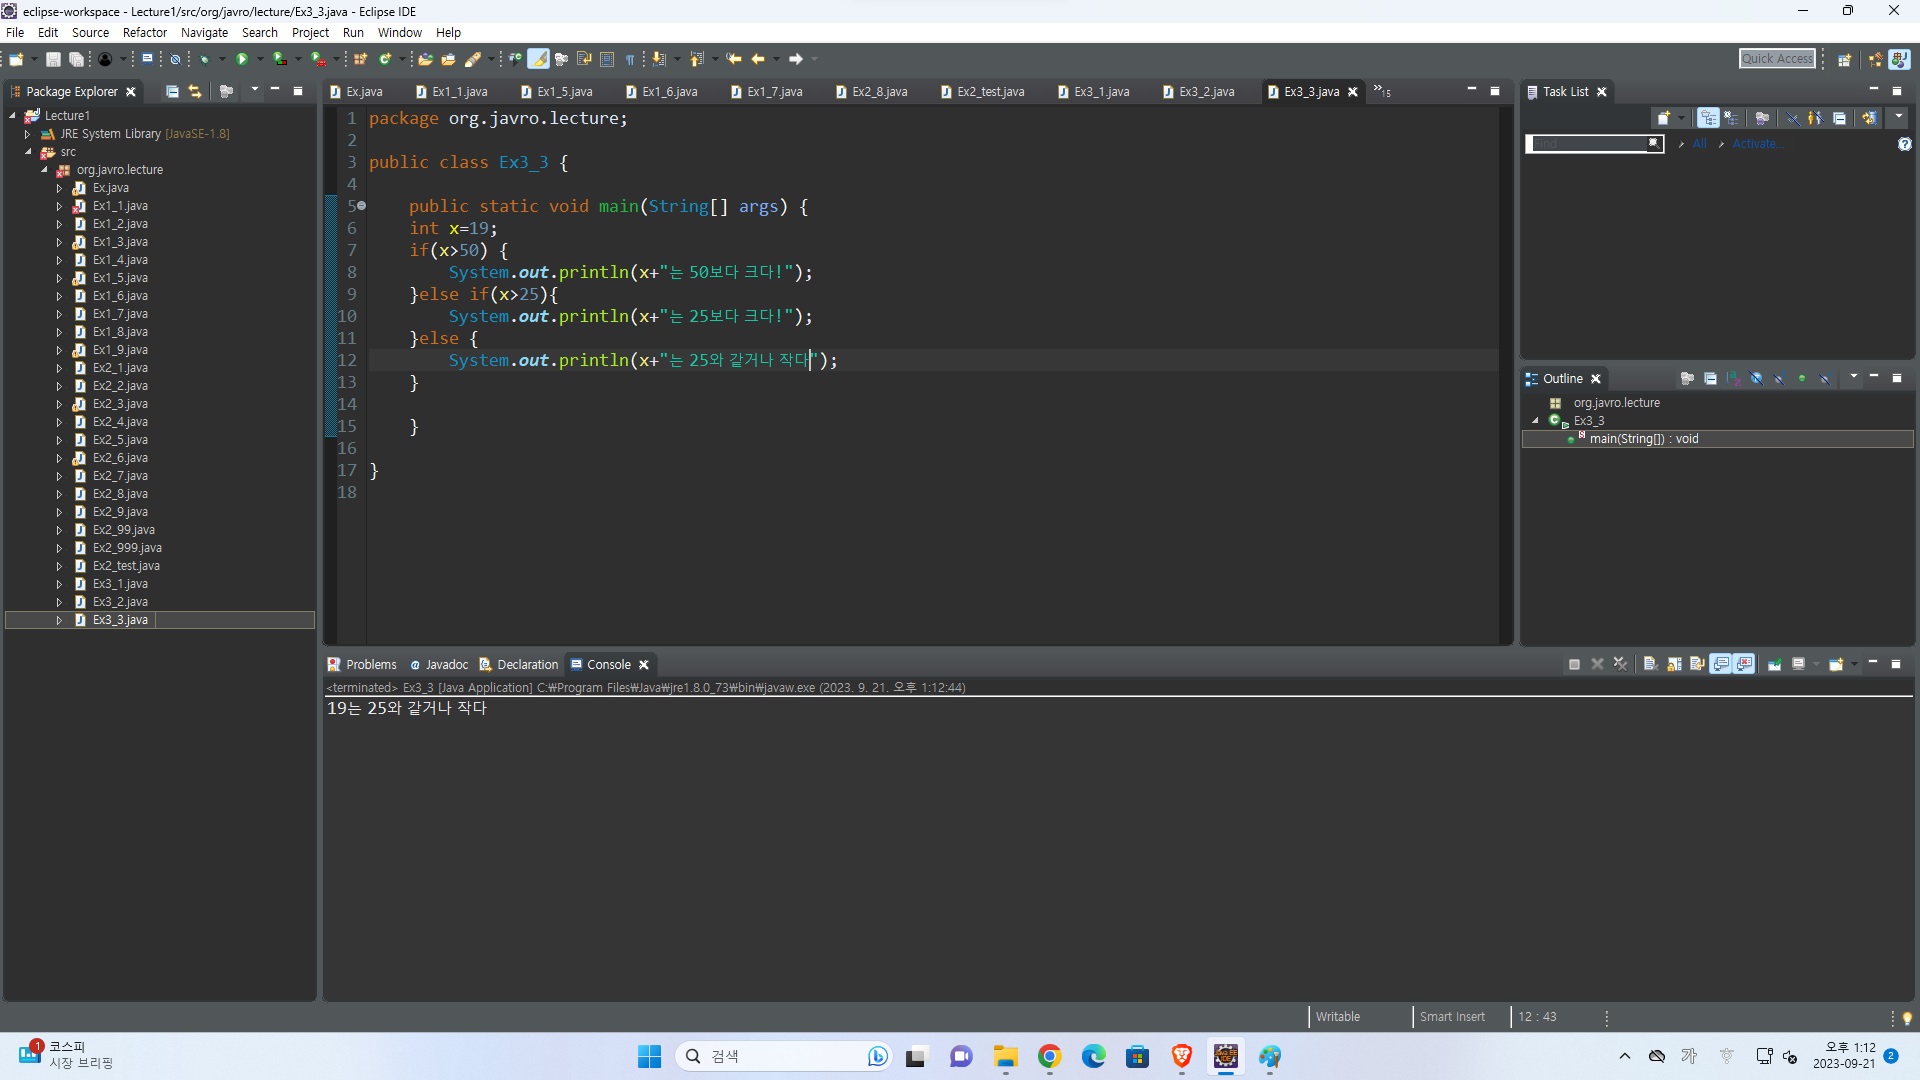 eclipse-workspace - Lecture1/src/org/javro/lecture/Ex3_3.java - Eclipse IDE
File Edit Source Refactor Navigate Search Project Run Window Help
Quick Access
Package Explorer
Lecture1
JRE System Library [JavaSE-1.8]
src
org.javro.lecture
Ex.java
Ex1_1.java
Ex1_2.java
Ex1_3.java
Ex1_4.java
Ex1_5.java
Ex1_6.java
Ex1_7.java
Ex1_8.java
Ex1_9.java
Ex2_1.java
Ex2_2.java
Ex2_3.java
Ex2_4.java
Ex2_5.java
Ex2_6.java
Ex2_7.java
Ex2_8.java
Ex2_9.java
Ex2_99.java
Ex2_999.java
Ex2_test.java
Ex3_1.java
Ex3_2.java
Ex3_3.java
Ex.java Ex1_1.java Ex1_5.java Ex1_6.java Ex1_7.java Ex2_8.java Ex2_test.java Ex3_1.java Ex3_2.java Ex3_3.java »15
1 package org.javro.lecture;
2
3 public class Ex3_3 {
4
5 public static void main(String[] args) {
6 int x=19;
7 if(x>50) {
8 System.out.println(x+"는 50보다 크다!");
9 }else if(x>25){
10 System.out.println(x+"는 25보다 크다!");
11 }else {
12 System.out.println(x+"는 25와 같거나 작다");
13 }
14
15 }
16
17 }
18
Task List
Find All Activate...
Outline
org.javro.lecture
Ex3_3
main(String[]) : void
Problems Javadoc Declaration Console
<terminated> Ex3_3 [Java Application] C:₩Program Files₩Java₩jre1.8.0_73₩bin₩javaw.exe (2023. 9. 21. 오후 1:12:44)
19는 25와 같거나 작다
Writable Smart Insert 12 : 43
1
코스피
시장 브리핑
검색
가
오후 1:12
2023-09-21
2